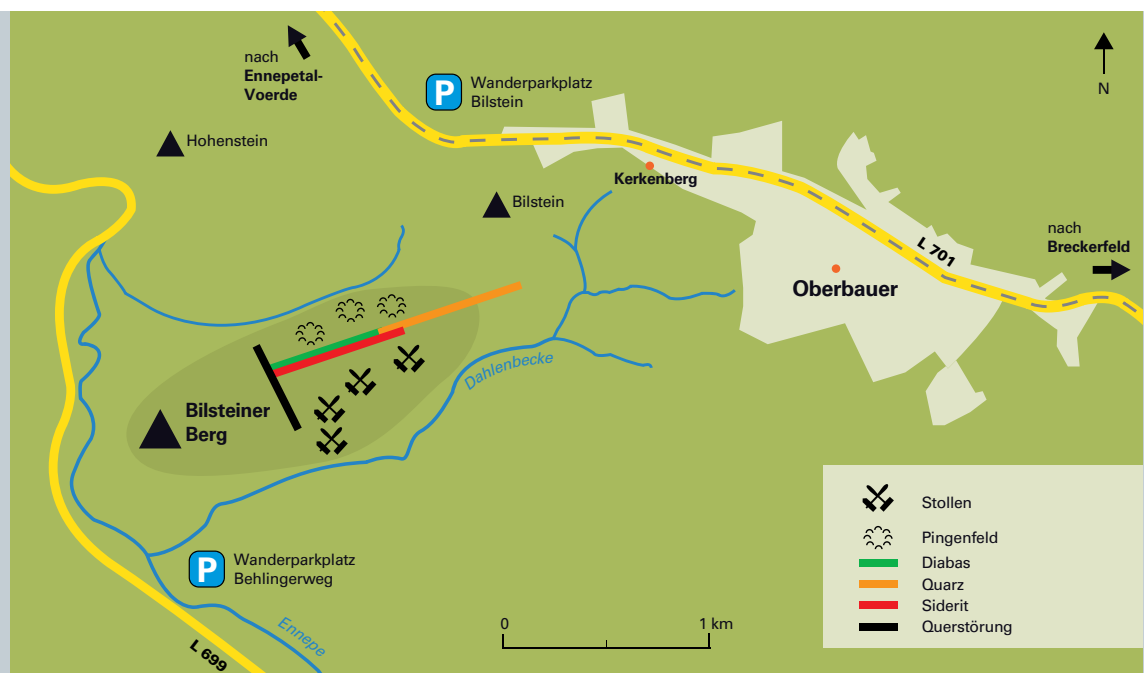 nach
Ennepetal-
Voerde
P
Wanderparkplatz
Bilstein
N
Hohenstein
Kerkenberg
Bilstein
L 701
nach
Breckerfeld
Oberbauer
Dahlenbecke
Bilsteiner
Berg
P
Wanderparkplatz
Behlingerweg
Ennepe
L 699
0
1 km
Stollen
Pingenfeld
Diabas
Quarz
Siderit
Querstörung